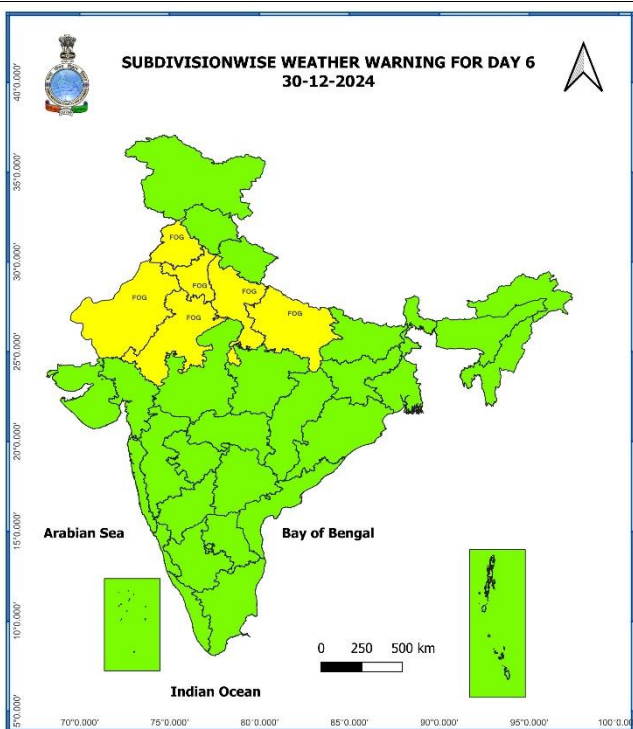 SUBDIVISIONWISE WEATHER WARNING FOR DAY 6
30-12-2024
40°0.000'
35°0.000'
30°0.000'
25°0.000'
20°0.000'
15°0.000'
10°0.000'
5°0.000'
FOG
FOG
FOG
FOG
FOG
FOG
Arabian Sea
Bay of Bengal
0 250 500 km
Indian Ocean
70°0.000' 75°0.000' 80°0.000' 85°0.000' 90°0.000' 95°0.000'